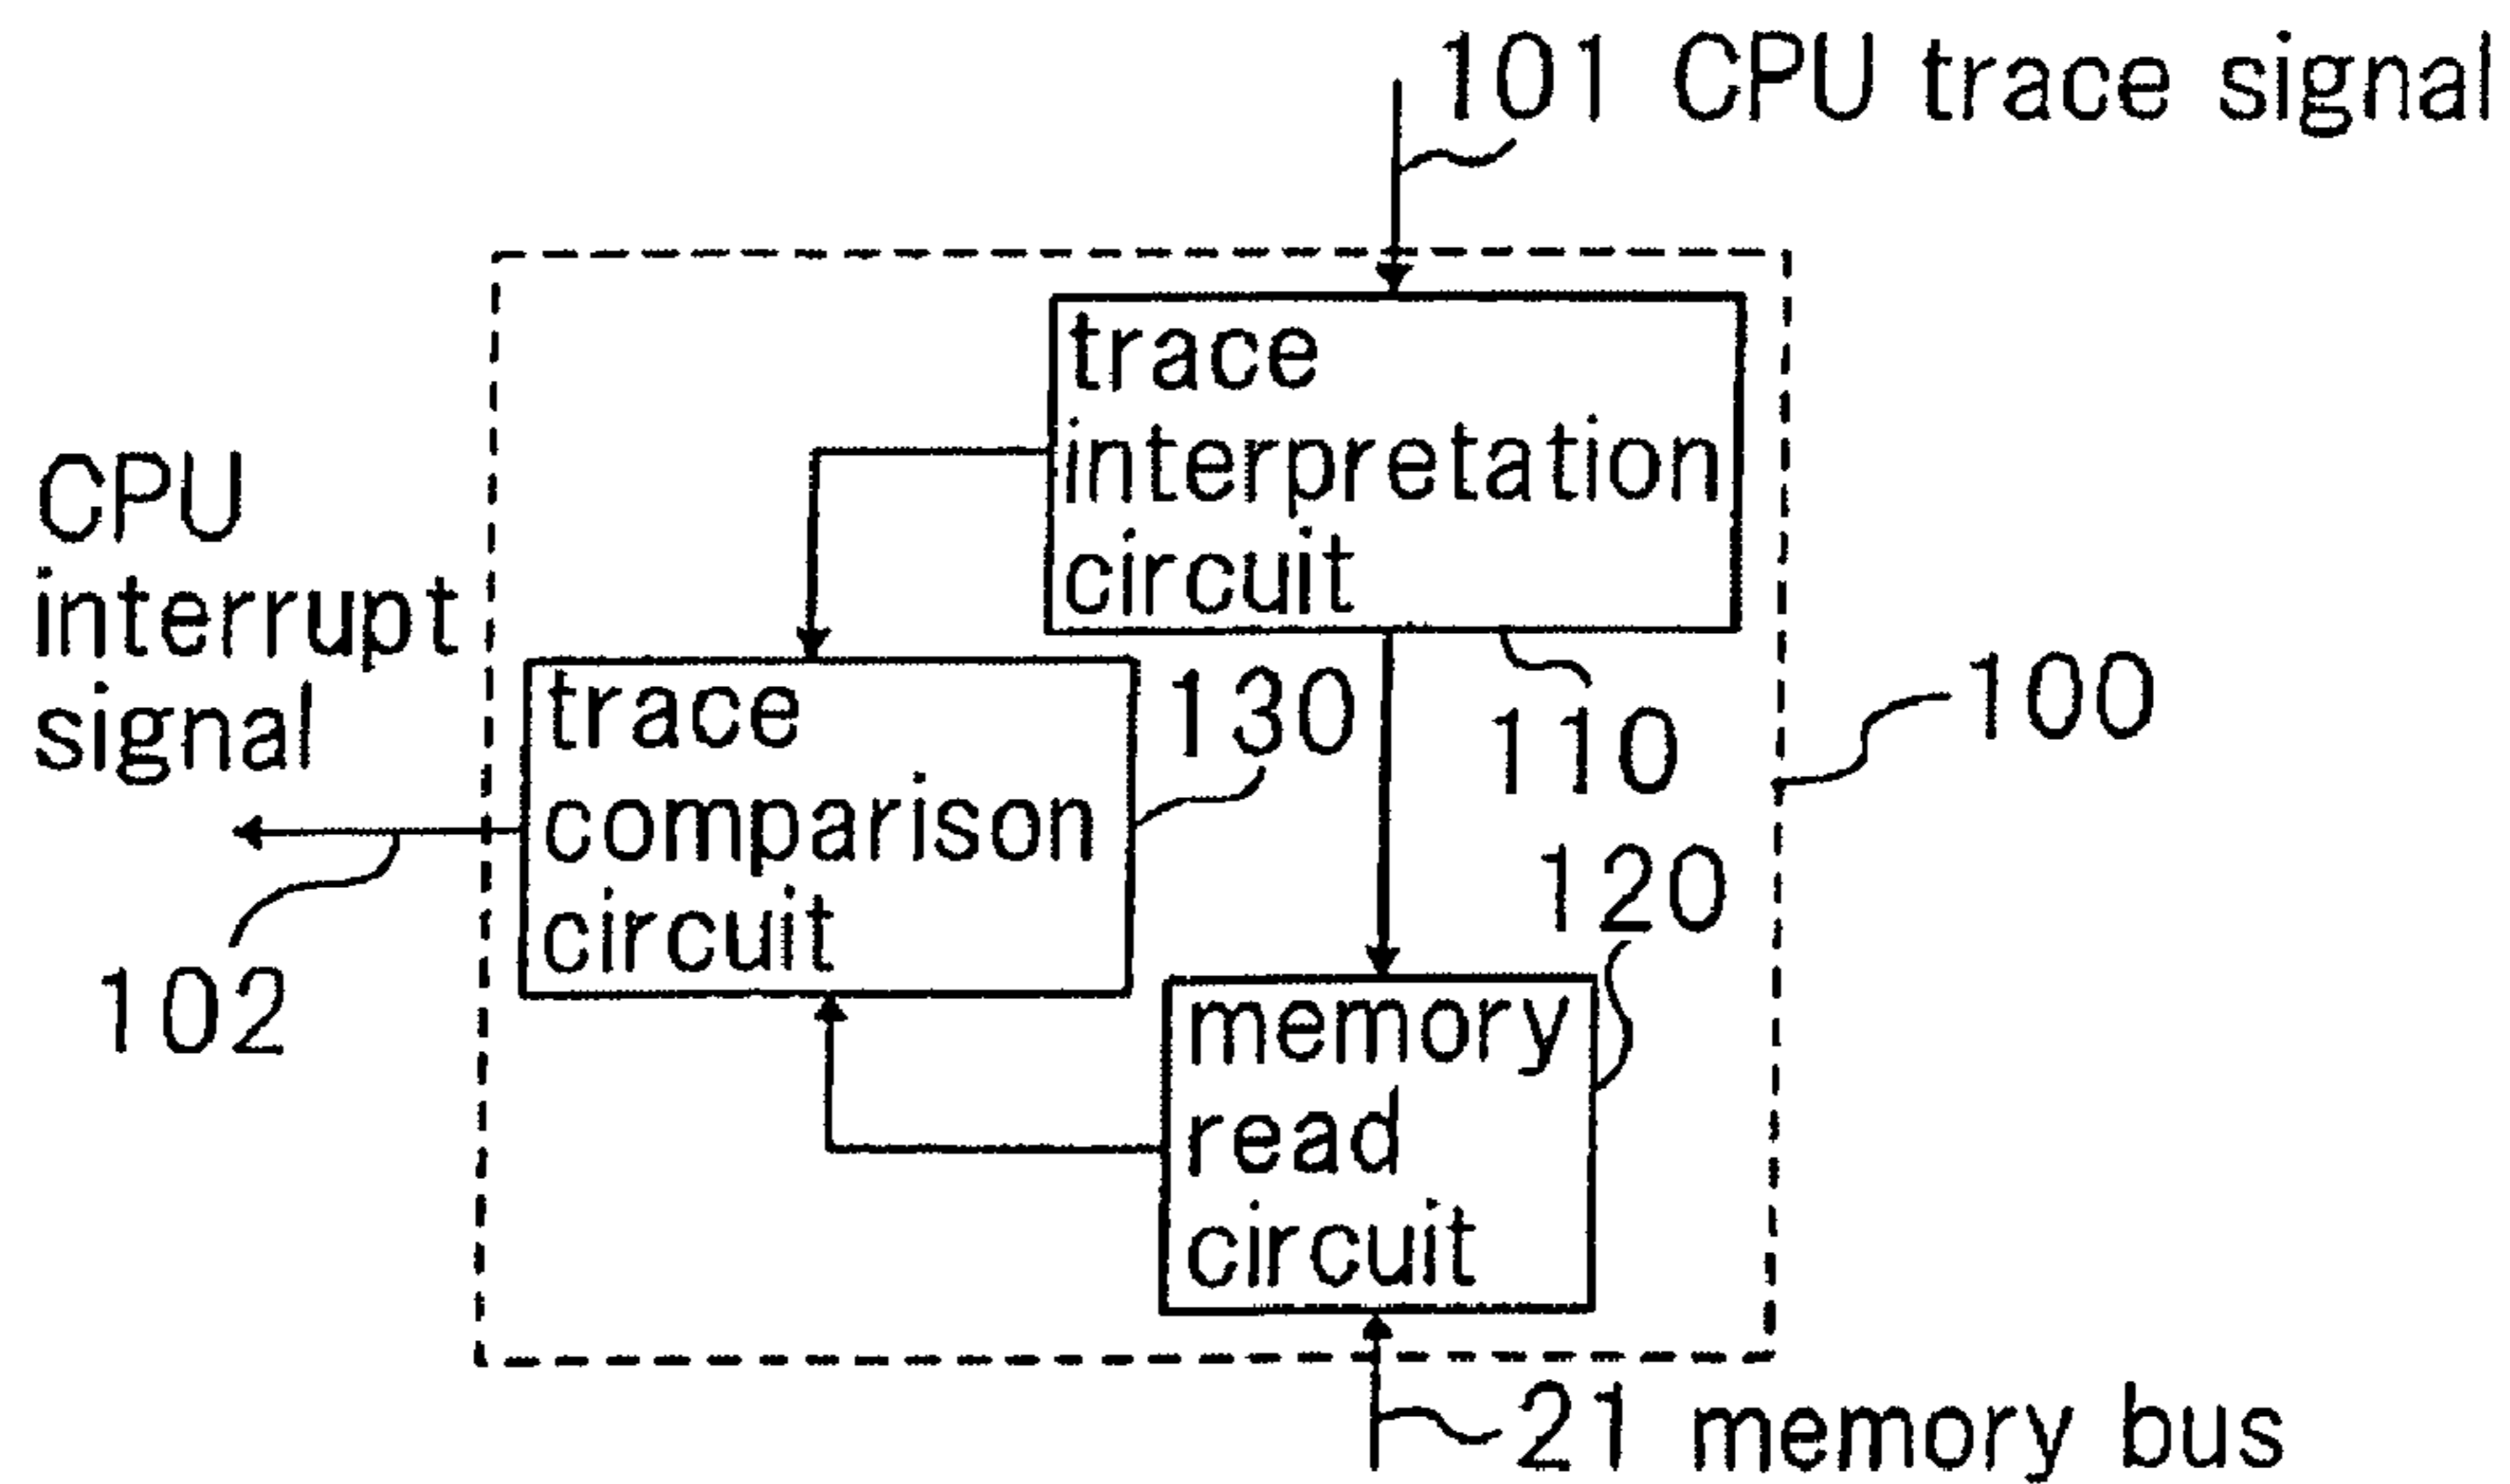 101 CPU trace signal
trace
interpretation
circuit
CPU
interrupt
signal
trace
comparison
circuit
130
110
100
120
102
memory
read
circuit
21 memory bus